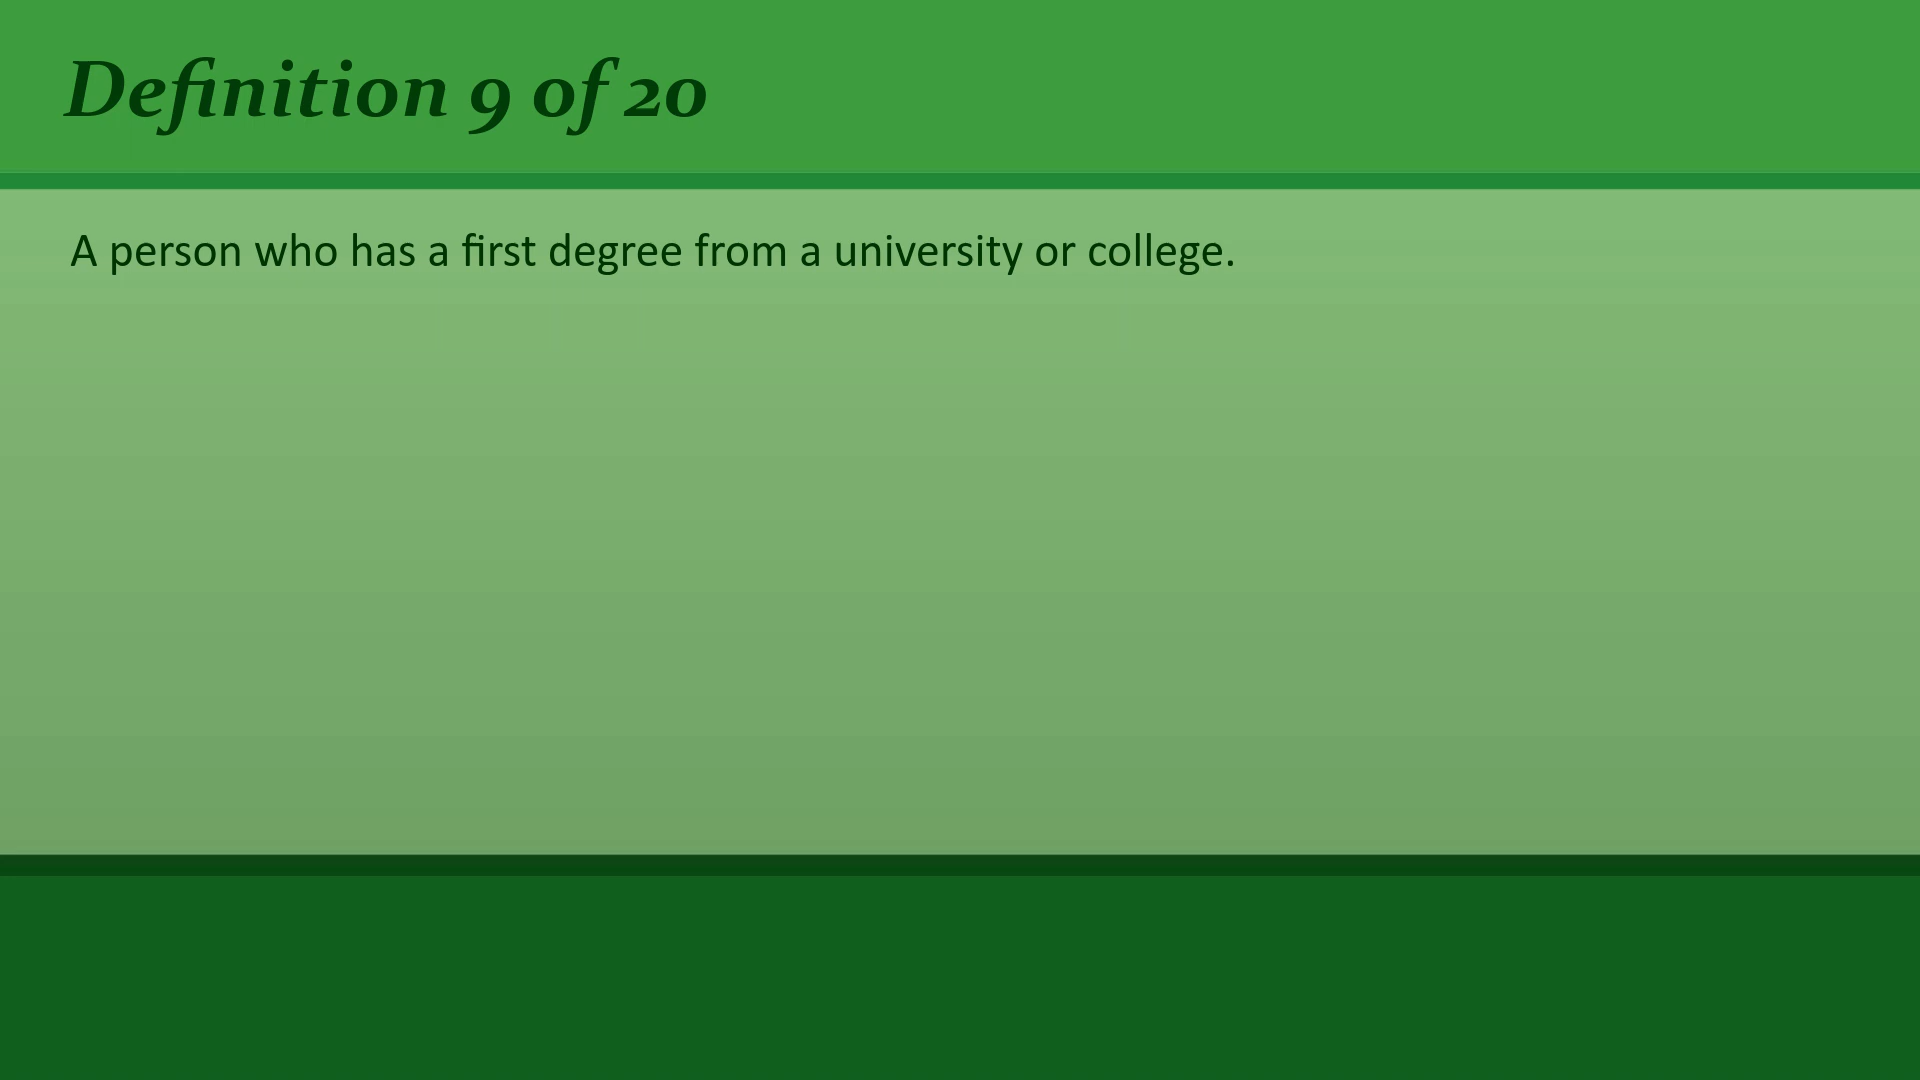 Definition 9 of 20
A person who has a first degree from a university or college.